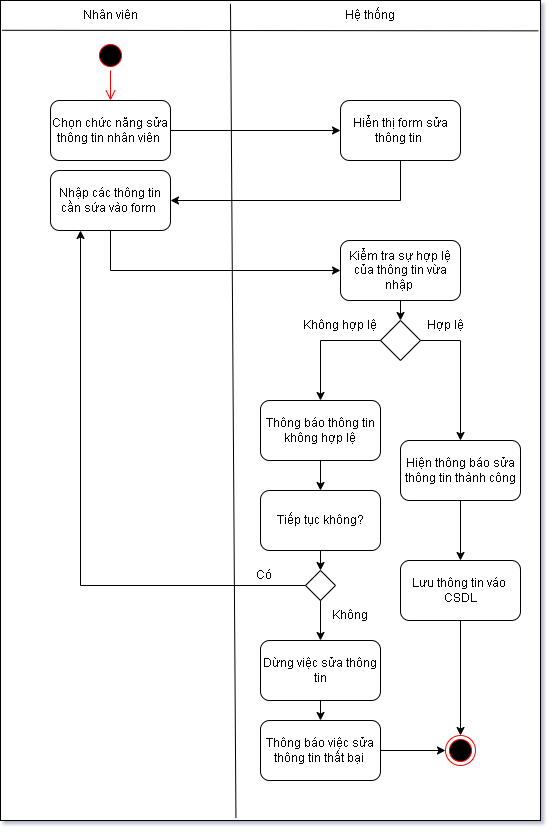 Nhân viên
Hệ thống
Chọn chức năng sửa
thông tin nhân viên
Hiển thị form sửa
thông tin
Nhập các thông tin
cần sứa vào form
Kiểm tra sự hợp lệ
của thông tin vừa
nhập
Không hợp lệ
Hợp lệ
Thông báo thông tin
không hợp lệ
Hiện thông báo sửa
thông tin thành công
Tiếp tục không?
Có
Lưu thông tin váo
CSDL
Không
Dừng việc sửa thông
tin
Thông báo việc sửa
thông tin thất bại